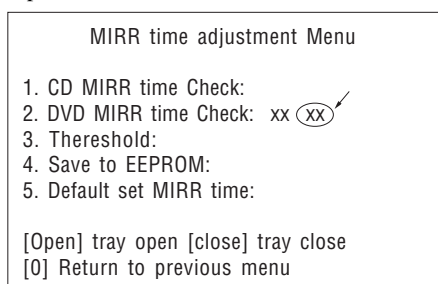 MIRR time adjustment Menu
1. CD MIRR time Check:
2. DVD MIRR time Check: xx xx
3. Thereshold:
4. Save to EEPROM:
5. Default set MIRR time:
[Open] tray open [close] tray close
[0] Return to previous menu